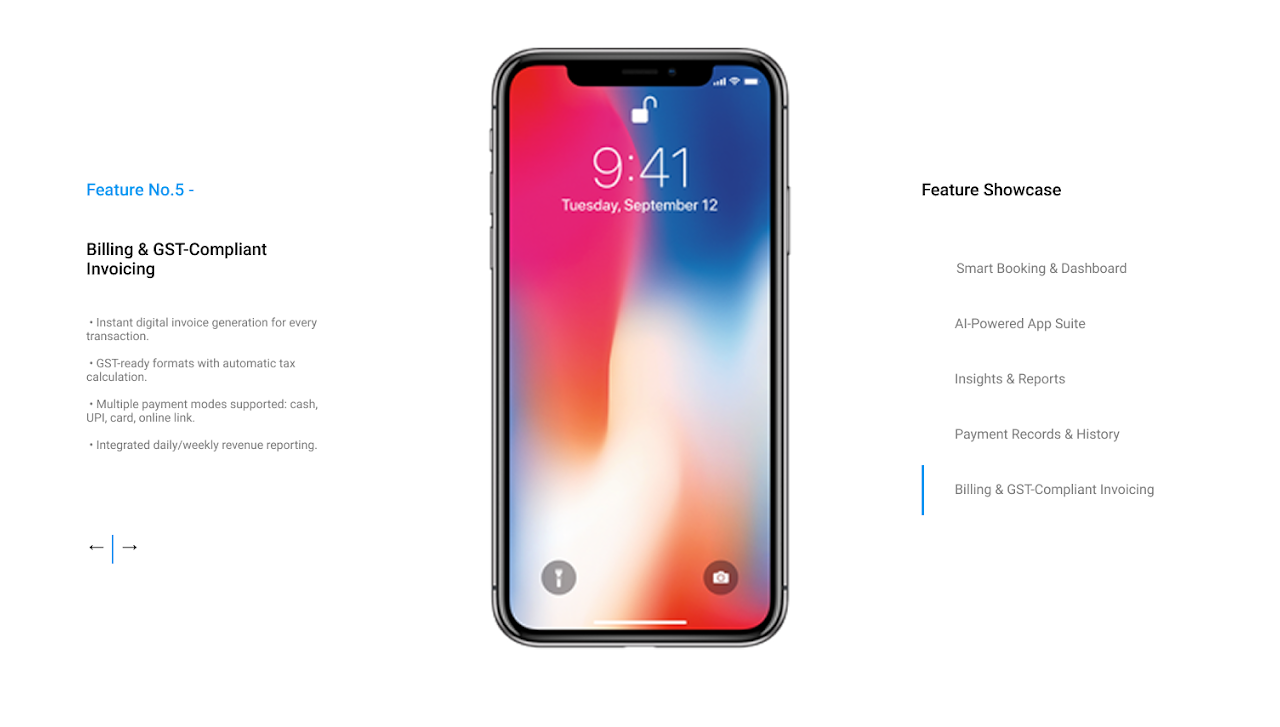 Feature No.5 -
Billing & GST-Compliant
Invoicing
• Instant digital invoice generation for every
transaction.
• GST-ready formats with automatic tax
calculation.
• Multiple payment modes supported: cash,
UPI, card, online link.
• Integrated daily/weekly revenue reporting.
← | →
9:41
Tuesday, September 12
Feature Showcase
Smart Booking & Dashboard
AI-Powered App Suite
Insights & Reports
Payment Records & History
Billing & GST-Compliant Invoicing